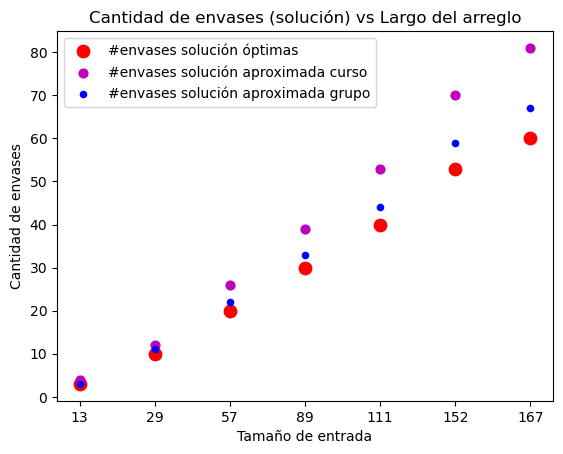 Cantidad de envases (solución) vs Largo del arreglo
#envases solución óptimas
#envases solución aproximada curso
#envases solución aproximada grupo
Cantidad de envases
80
70
60
50
40
30
20
10
0
13 29 57 89 111 152 167
Tamaño de entrada